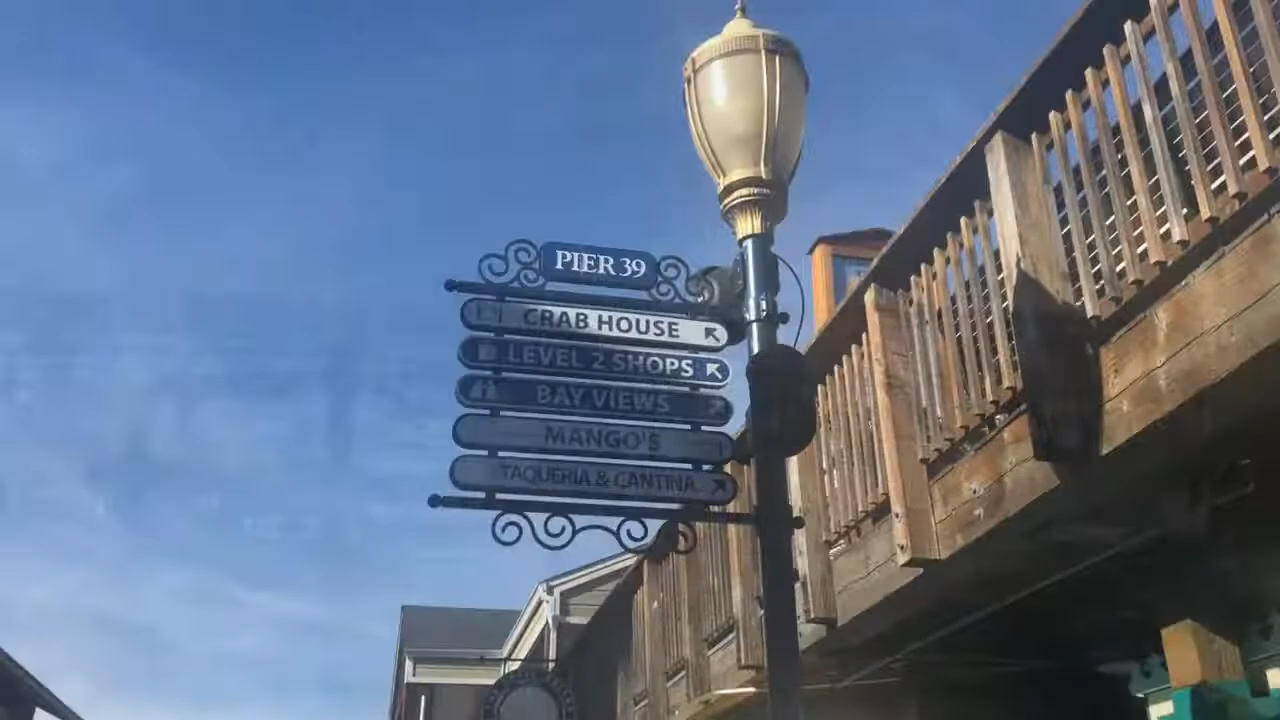 PIER 39
CRAB HOUSE
LEVEL 2 SHOPS
BAY VIEWS
MANGO'S
TAQUERIA & CANTINA